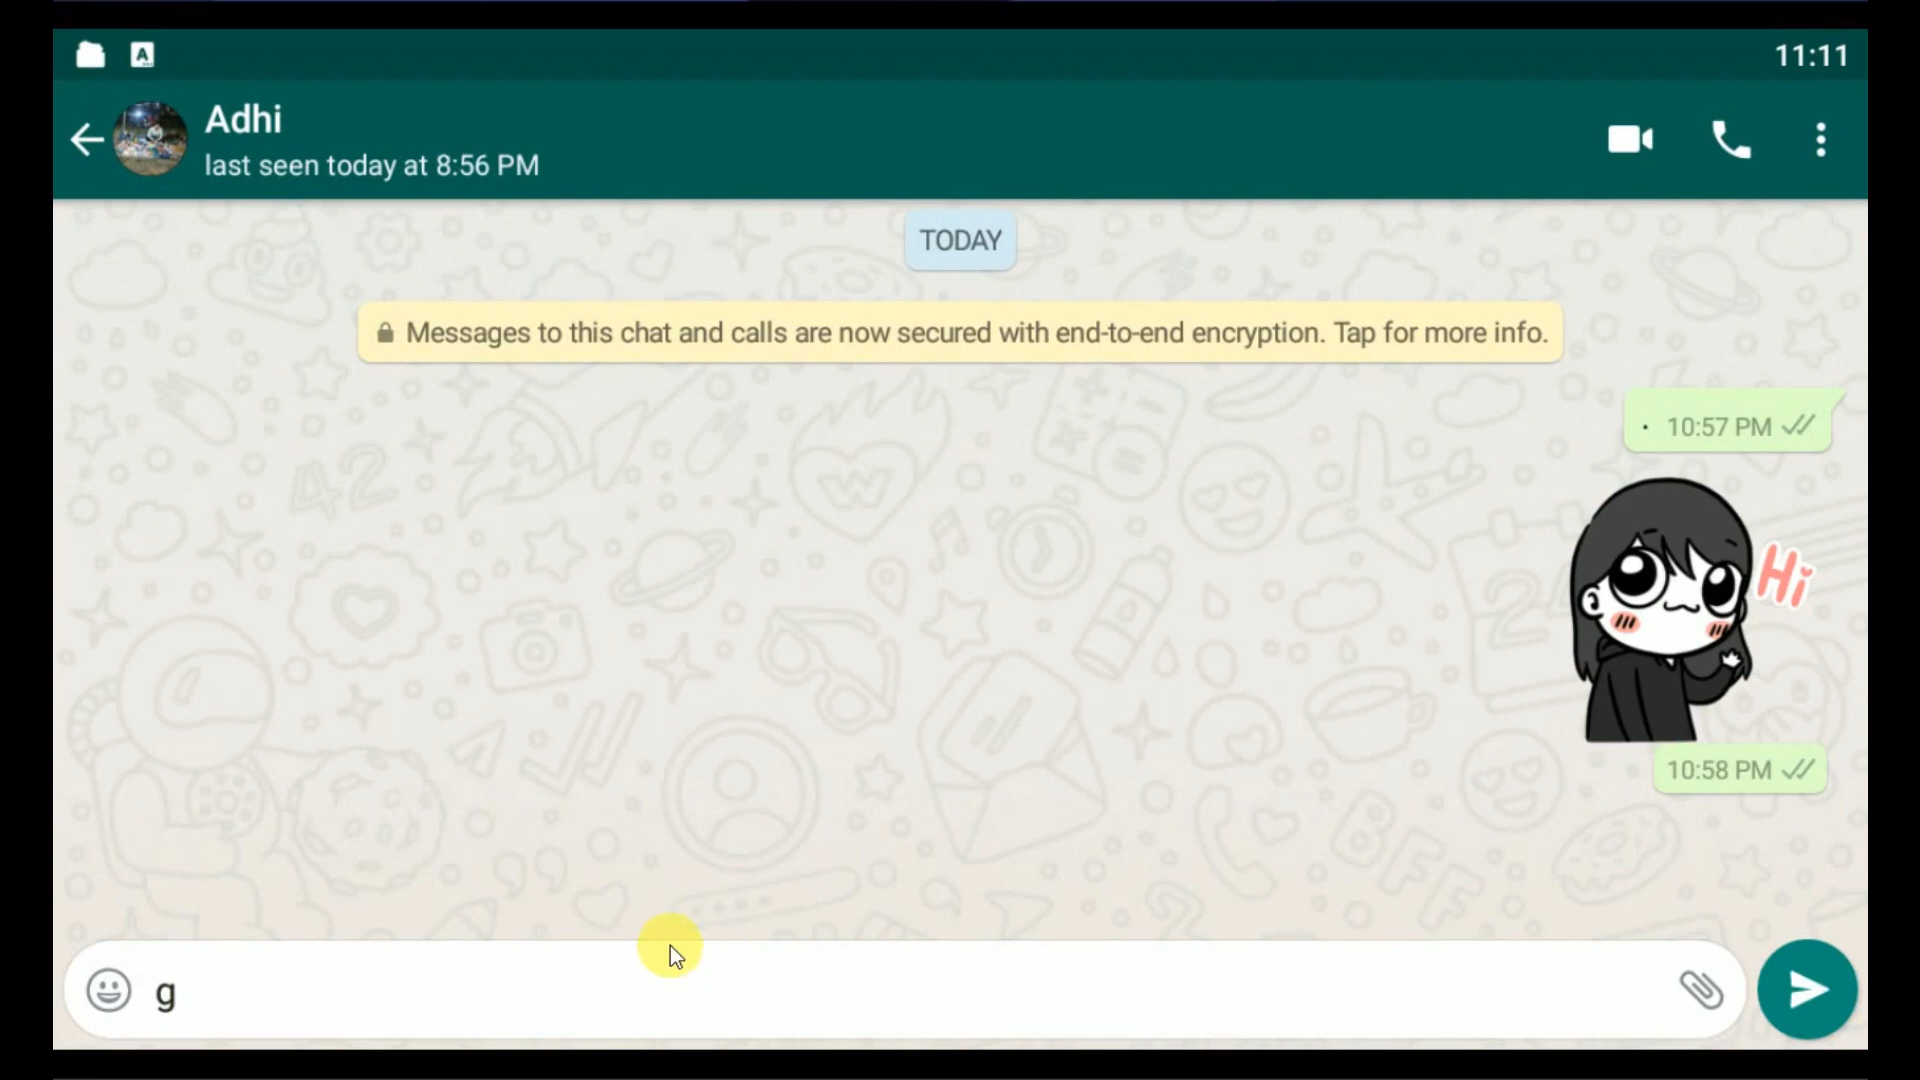 A
11:11
Adhi
last seen today at 8:56 PM
TODAY
Messages to this chat and calls are now secured with end-to-end encryption. Tap for more info.
. 10:57 PM
Hi
10:58 PM
g